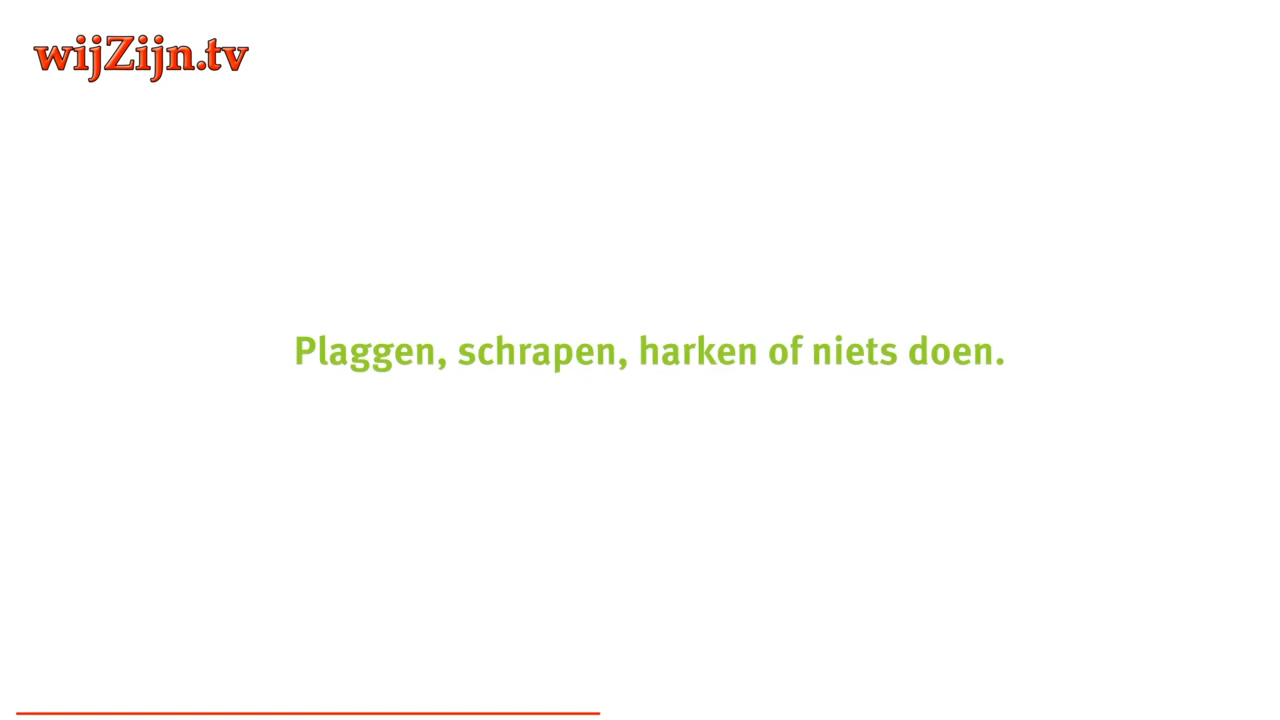 wijZijn.tv
Plaggen, schrapen, harken of niets doen.